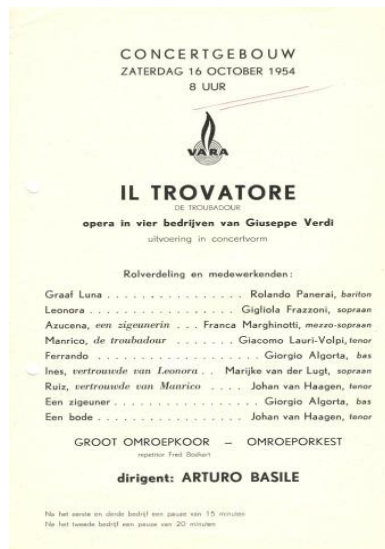 CONCERTGEBOUW
ZATERDAG 16 OCTOBER 1954
8 UUR
VARA
IL TROVATORE
DE TROUBADOUR
opera in vier bedrijven van Giuseppe Verdi
uitvoering in concertvorm
Rolverdeling en medewerkenden:
Graaf Luna . . . . . . . . . . . . . . . . Rolando Panerai, bariton
Leonora . . . . . . . . . . . . . . . . Gigliola Frazzoni, sopraan
Azucena, een zigeunerin . . . Franca Marghinotti, mezzo-sopraan
Manrico, de troubadour . . . . . . . Giacomo Lauri-Volpi, tenor
Ferrando . . . . . . . . . . . . . . . . . Giorgio Algorta, bas
Ines, vertrouwde van Leonora . . Marijke van der Lugt, sopraan
Ruiz, vertrouwde van Manrico . . . . Johan van Haagen, tenor
Een zigeuner . . . . . . . . . . . . . . . Giorgio Algorta, bas
Een bode . . . . . . . . . . . . . . . Johan van Haagen, tenor
GROOT OMROEPKOOR – OMROEPORKEST
repetitor Fred Boshart
dirigent: ARTURO BASILE
Na het eerste en derde bedrijf een pauze van 15 minuten
Na het tweede bedrijf een pauze van 20 minuten